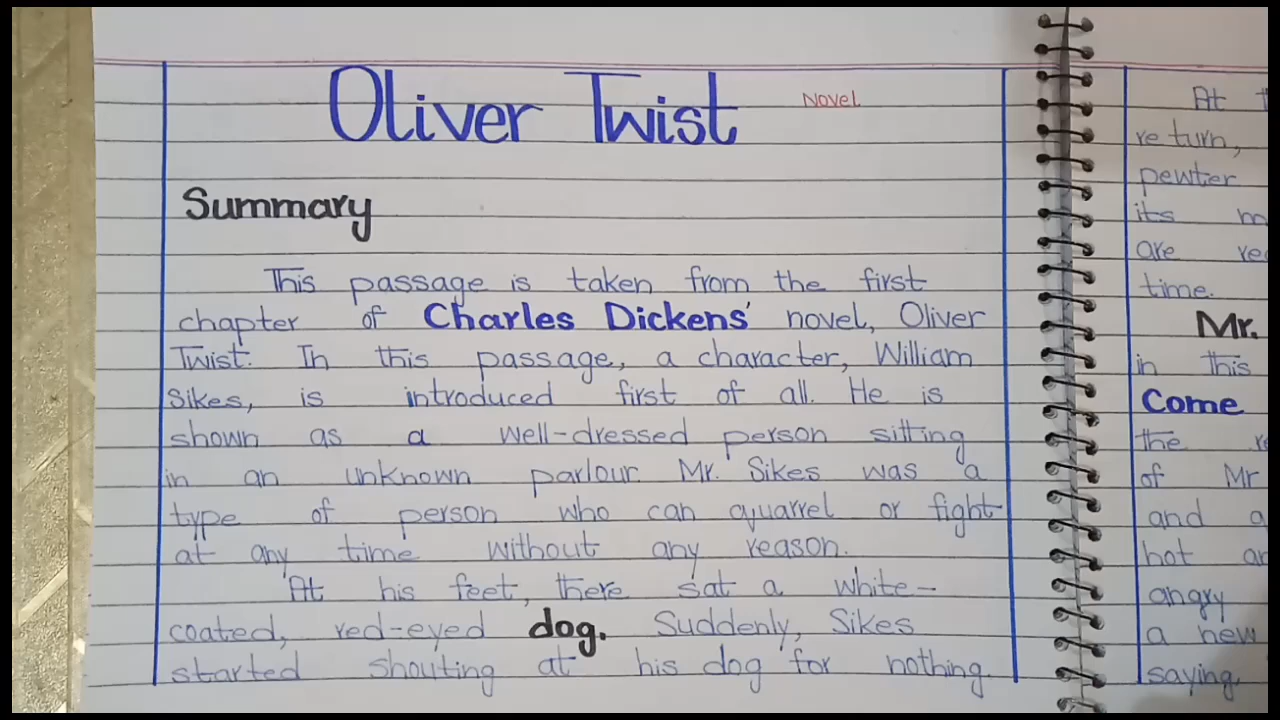 Oliver Twist
Novel
Summary
This passage is taken from the first
chapter of Charles Dickens' novel, Oliver
Twist. In this passage, a character, William
Sikes, is introduced first of all. He is
shown as a well-dressed person sitting
in an unknown parlour. Mr. Sikes was a
type of person who can quarrel or fight
at any time without any reason.
At his feet, there sat a white-
coated, red-eyed dog. Suddenly, Sikes
started shouting at his dog for nothing.
At
return,
pewter
its
are
time.
Mr.
in this
Come
the
of Mr
and
hot
angry
a new
saying.